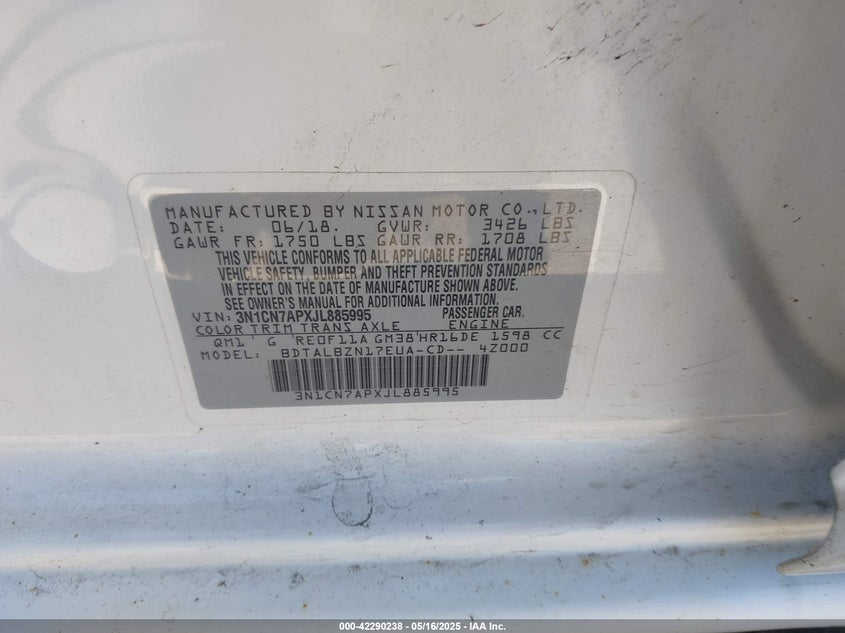 MANUFACTURED BY NISSAN MOTOR CO., LTD.
DATE: 06/18. GVWR: 3426 LBS
GAWR FR: 1750 LBS GAWR RR: 1708 LBS
THIS VEHICLE CONFORMS TO ALL APPLICABLE FEDERAL MOTOR
VEHICLE SAFETY, BUMPER, AND THEFT PREVENTION STANDARDS
IN EFFECT ON THE DATE OF MANUFACTURE SHOWN ABOVE.
SEE OWNER'S MANUAL FOR ADDITIONAL INFORMATION.
VIN: 3N1CN7APXJL885995 PASSENGER CAR.
COLOR TRIM TRANS AXLE ENGINE
QM1 G RE0F11A GM38 HR16DE 1598 CC
MODEL: BDTALBZN17EUA-CD-- 4Z000
3N1CN7APXJL885995
000-42290238 - 05/16/2025 - IAA Inc.